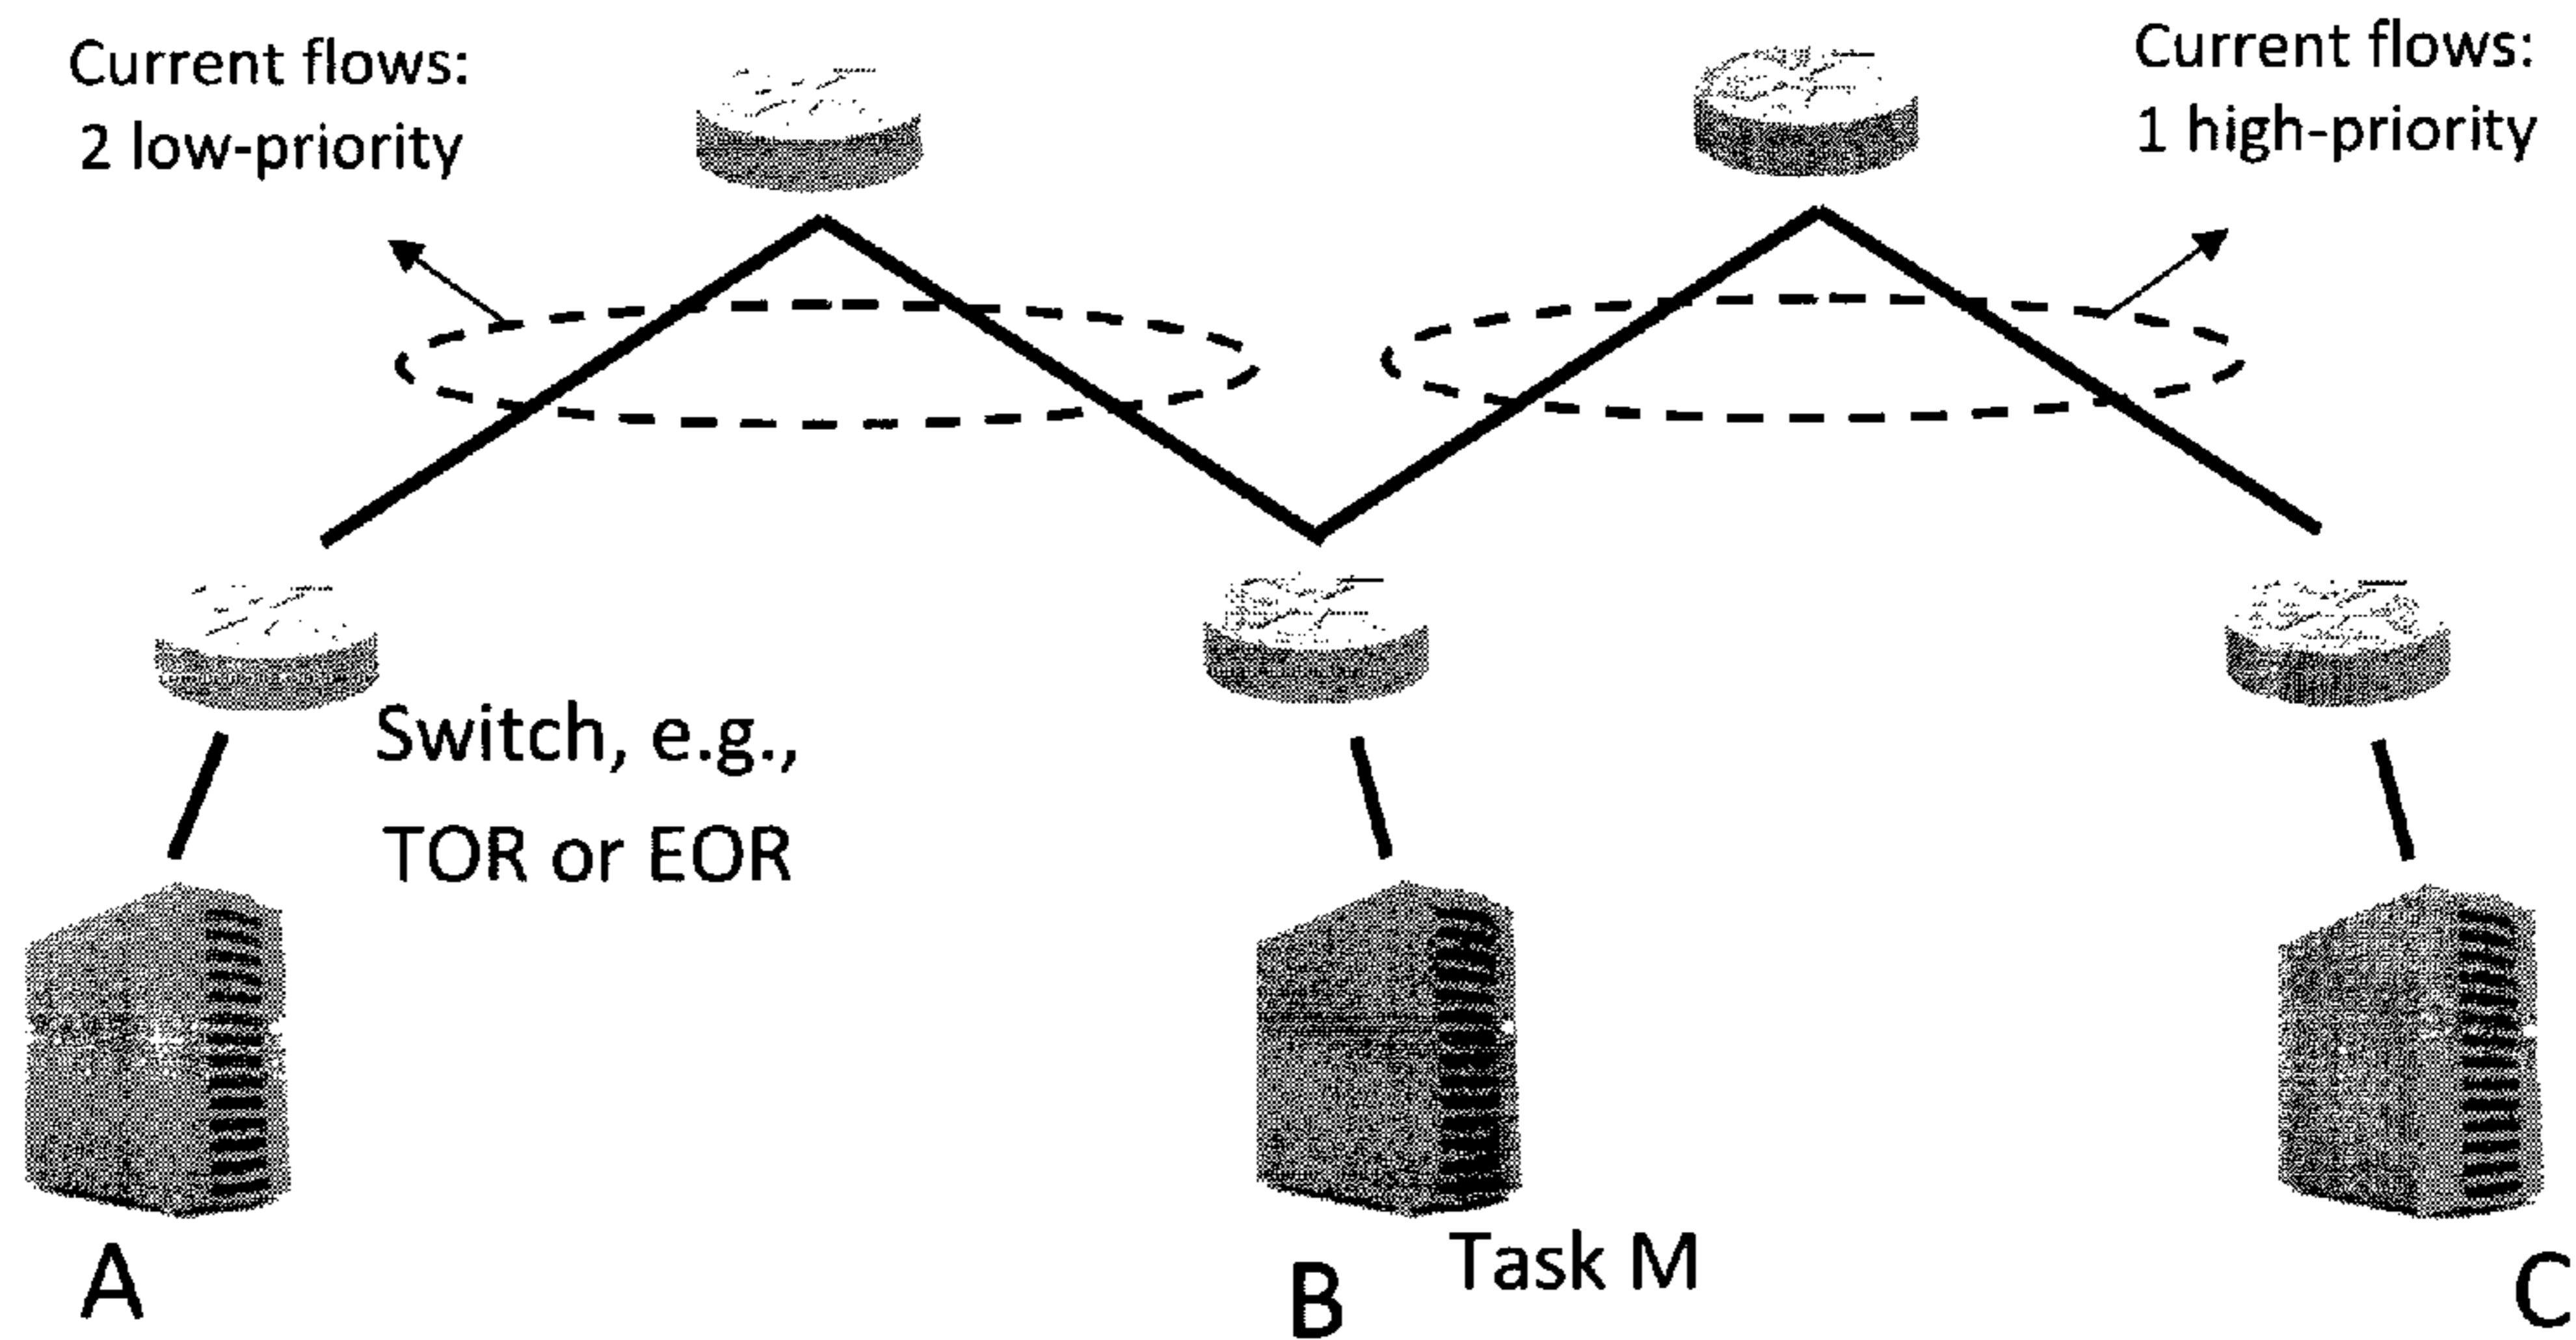 Current flows:
2 low-priority
Current flows:
1 high-priority
Switch, e.g.,
TOR or EOR
A
B
Task M
C